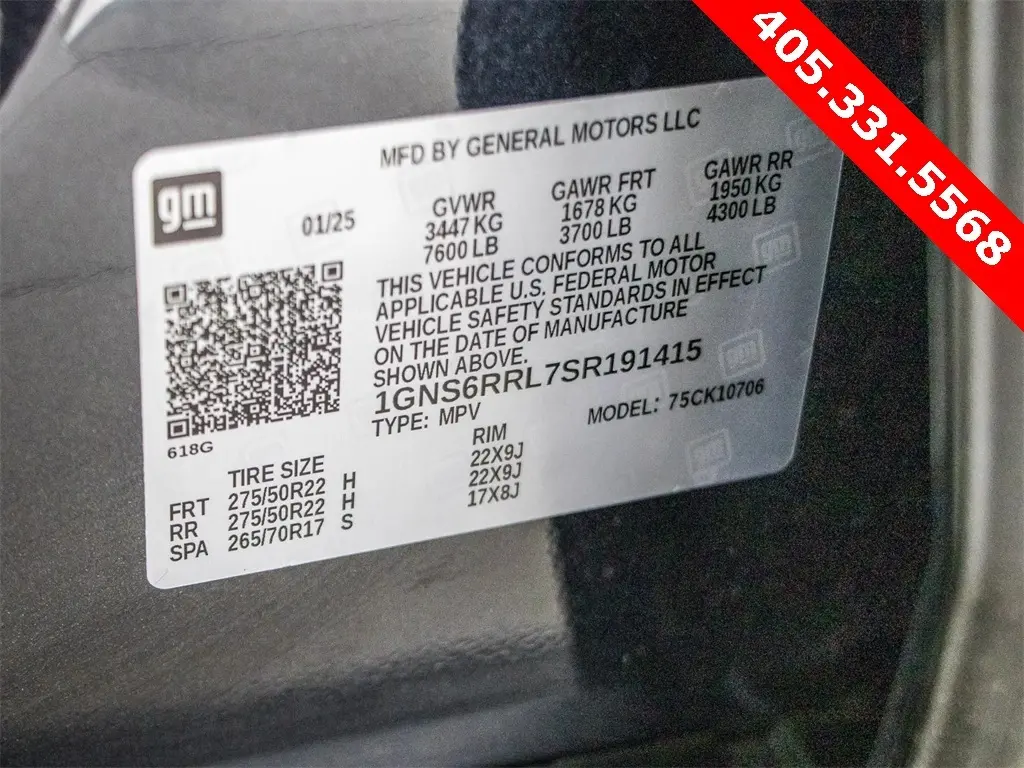 405.331.5568
MFD BY GENERAL MOTORS LLC
gm
01/25
GVWR
3447 KG
7600 LB
GAWR FRT
1678 KG
3700 LB
GAWR RR
1950 KG
4300 LB
THIS VEHICLE CONFORMS TO ALL
APPLICABLE U.S. FEDERAL MOTOR
VEHICLE SAFETY STANDARDS IN EFFECT
ON THE DATE OF MANUFACTURE
SHOWN ABOVE.
1GNS6RRL7SR191415
TYPE: MPV
MODEL: 75CK10706
618G
TIRE SIZE RIM
FRT 275/50R22 H 22X9J
RR 275/50R22 H 22X9J
SPA 265/70R17 S 17X8J